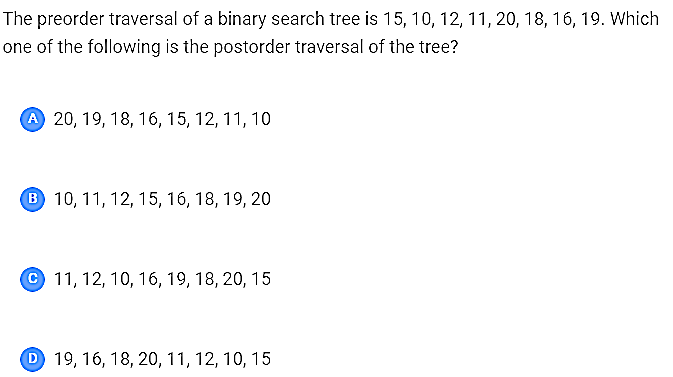 The preorder traversal of a binary search tree is 15, 10, 12, 11, 20, 18, 16, 19. Which
one of the following is the postorder traversal of the tree?
A 20, 19, 18, 16, 15, 12, 11, 10
B 10, 11, 12, 15, 16, 18, 19, 20
C 11, 12, 10, 16, 19, 18, 20, 15
D 19, 16, 18, 20, 11, 12, 10, 15